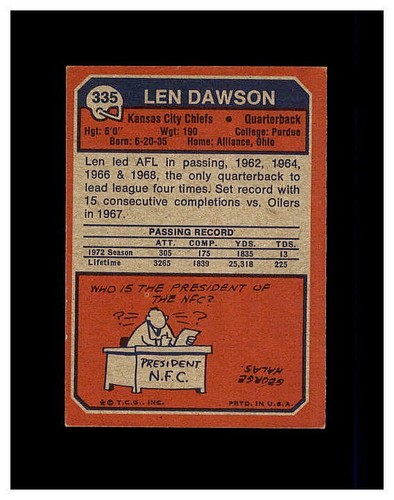 335 LEN DAWSON
Kansas City Chiefs • Quarterback
Hgt: 6'0" Wgt: 190 College: Purdue
Born: 6-20-35 Home: Alliance, Ohio
Len led AFL in passing, 1962, 1964,
1966 & 1968, the only quarterback to
lead league four times. Set record with
15 consecutive completions vs. Oilers
in 1967.
PASSING RECORD
ATT. COMP. YDS. TDS.
1972 Season 305 175 1835 13
Lifetime 3265 1839 25,318 225
WHO IS THE PRESIDENT OF
THE NFC?
?= =?
PRESIDENT
N.F.C.
GEORGE
HALAS.
© T.C.G., INC. PRTD. IN U.S.A.